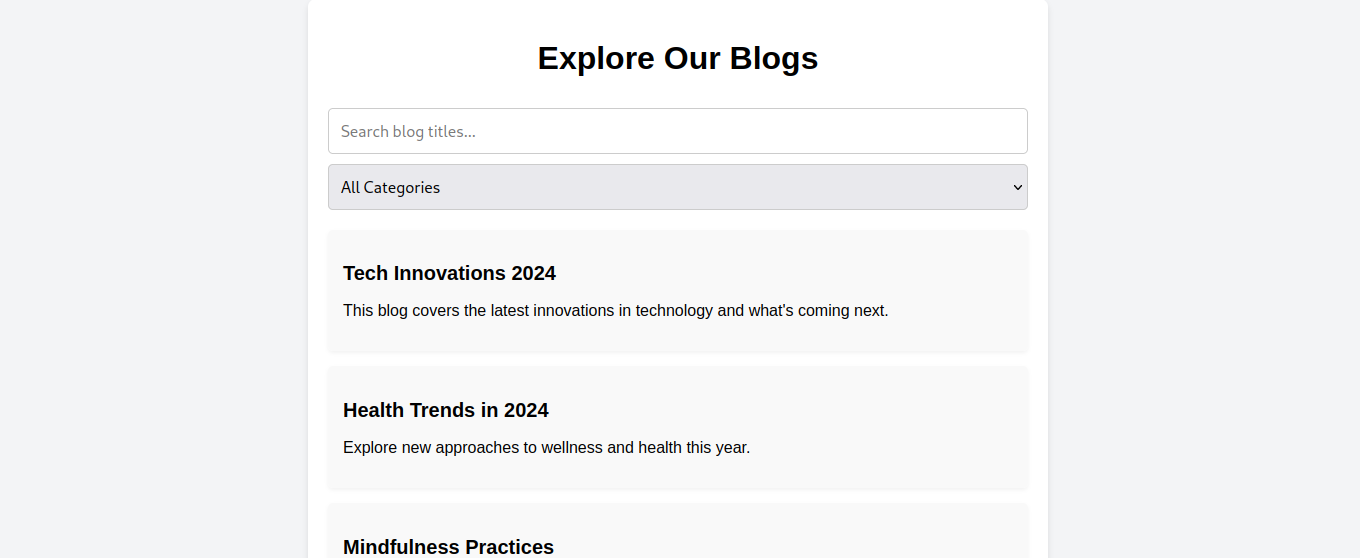 Explore Our Blogs
Search blog titles...
All Categories
Tech Innovations 2024
This blog covers the latest innovations in technology and what's coming next.
Health Trends in 2024
Explore new approaches to wellness and health this year.
Mindfulness Practices